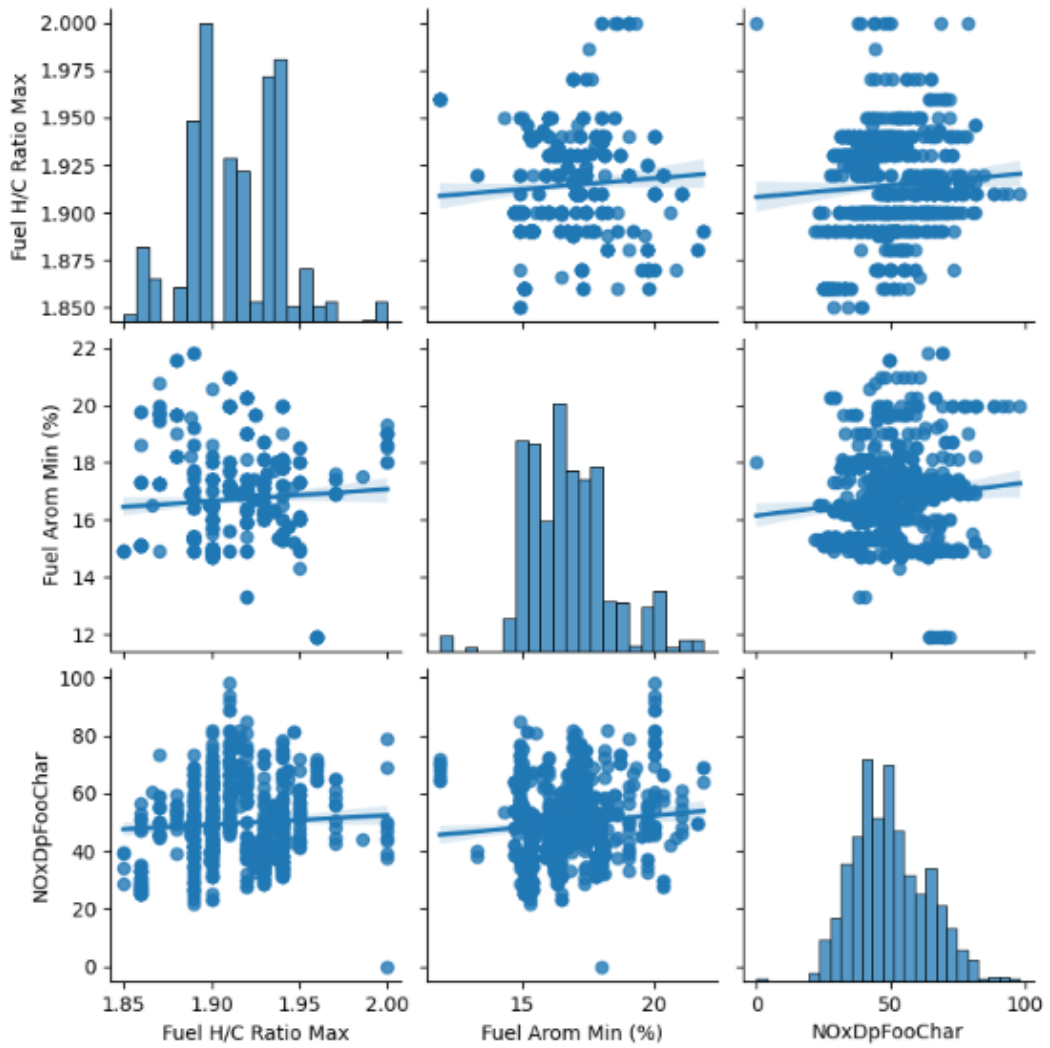 Fuel H/C Ratio Max
2.000
1.975
1.950
1.925
1.900
1.875
1.850
Fuel Arom Min (%)
22
20
18
16
14
12
NOxDpFooChar
100
80
60
40
20
0
1.85 1.90 1.95 2.00
15 20
0 50 100
Fuel H/C Ratio Max
Fuel Arom Min (%)
NOxDpFooChar